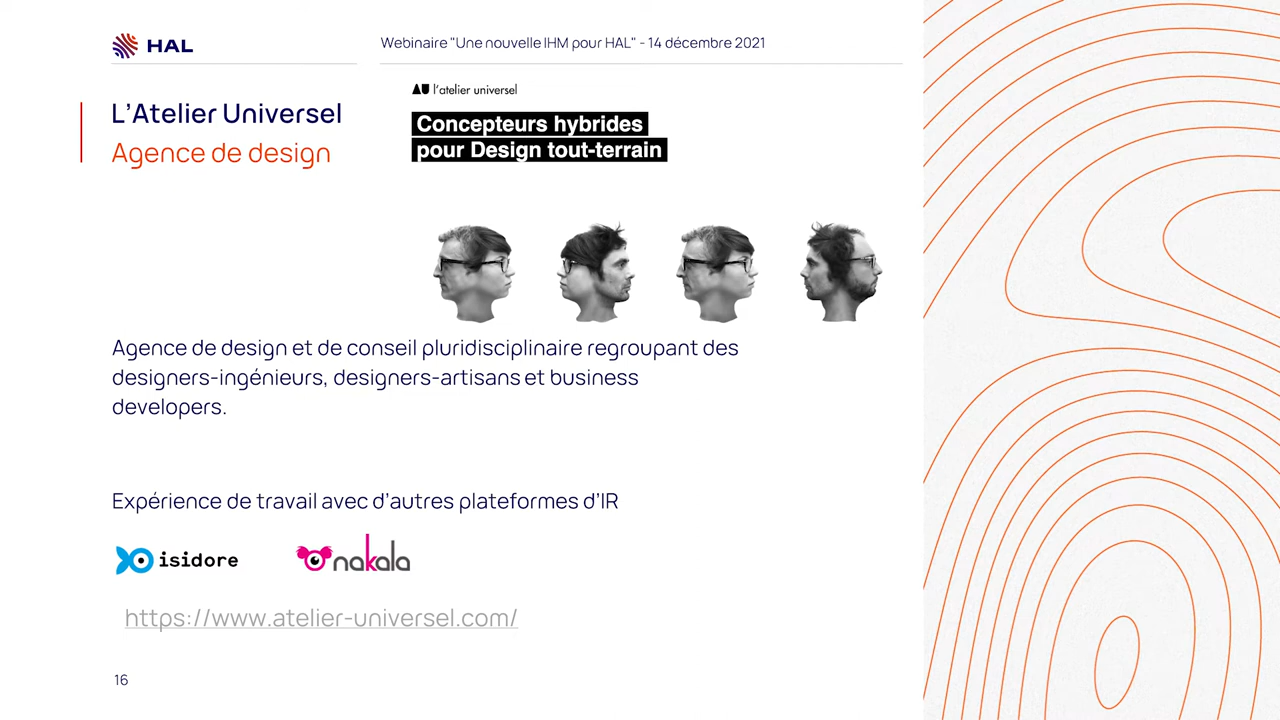 HAL
Webinaire "Une nouvelle IHM pour HAL" - 14 décembre 2021
L'Atelier Universel
Agence de design
AU l'atelier universel
Concepteurs hybrides
pour Design tout-terrain
Agence de design et de conseil pluridisciplinaire regroupant des
designers-ingénieurs, designers-artisans et business
developers.
Expérience de travail avec d'autres plateformes d'IR
isidore
nakala
https://www.atelier-universel.com/
16